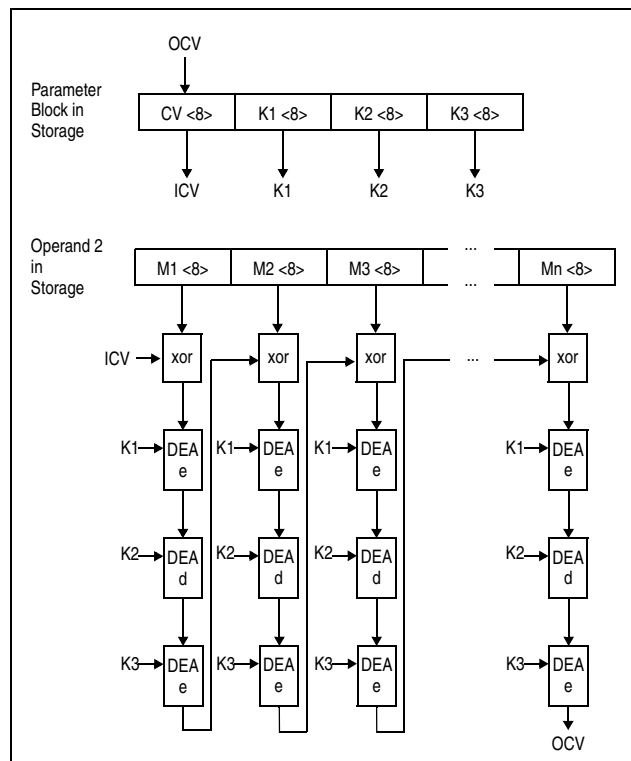 OCV
Parameter
Block in
Storage
CV <8> K1 <8> K2 <8> K3 <8>
ICV K1 K2 K3
Operand 2
in
Storage
M1 <8> M2 <8> M3 <8> ... ... Mn <8>
ICV xor xor xor ... xor
K1 DEA e K1 DEA e K1 DEA e K1 DEA e
K2 DEA d K2 DEA d K2 DEA d K2 DEA d
K3 DEA e K3 DEA e K3 DEA e K3 DEA e
OCV